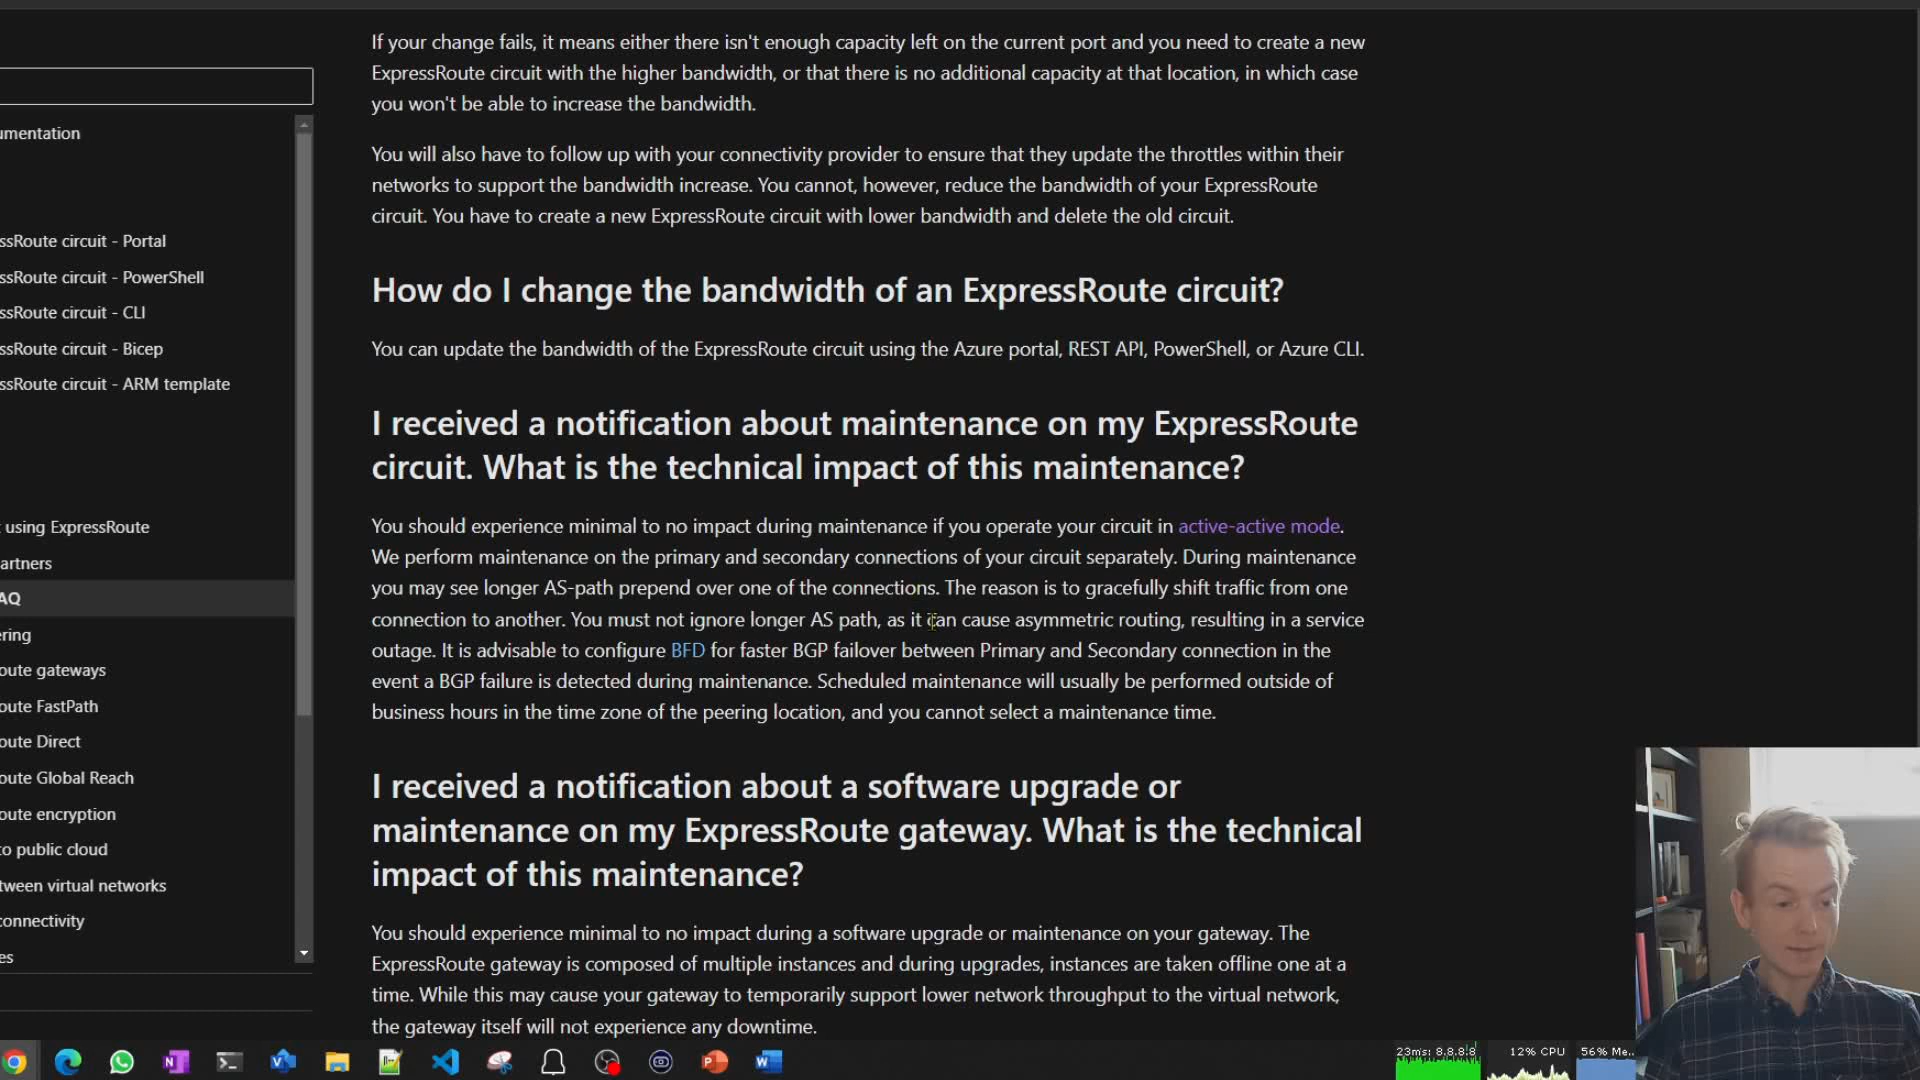 If your change fails, it means either there isn't enough capacity left on the current port and you need to create a new
ExpressRoute circuit with the higher bandwidth, or that there is no additional capacity at that location, in which case
you won't be able to increase the bandwidth.
You will also have to follow up with your connectivity provider to ensure that they update the throttles within their
networks to support the bandwidth increase. You cannot, however, reduce the bandwidth of your ExpressRoute
circuit. You have to create a new ExpressRoute circuit with lower bandwidth and delete the old circuit.
How do I change the bandwidth of an ExpressRoute circuit?
You can update the bandwidth of the ExpressRoute circuit using the Azure portal, REST API, PowerShell, or Azure CLI.
I received a notification about maintenance on my ExpressRoute
circuit. What is the technical impact of this maintenance?
You should experience minimal to no impact during maintenance if you operate your circuit in active-active mode.
We perform maintenance on the primary and secondary connections of your circuit separately. During maintenance
you may see longer AS-path prepend over one of the connections. The reason is to gracefully shift traffic from one
connection to another. You must not ignore longer AS path, as it can cause asymmetric routing, resulting in a service
outage. It is advisable to configure BFD for faster BGP failover between Primary and Secondary connection in the
event a BGP failure is detected during maintenance. Scheduled maintenance will usually be performed outside of
business hours in the time zone of the peering location, and you cannot select a maintenance time.
I received a notification about a software upgrade or
maintenance on my ExpressRoute gateway. What is the technical
impact of this maintenance?
You should experience minimal to no impact during a software upgrade or maintenance on your gateway. The
ExpressRoute gateway is composed of multiple instances and during upgrades, instances are taken offline one at a
time. While this may cause your gateway to temporarily support lower network throughput to the virtual network,
the gateway itself will not experience any downtime.
umentation
ssRoute circuit - Portal
ssRoute circuit - PowerShell
ssRoute circuit - CLI
ssRoute circuit - Bicep
ssRoute circuit - ARM template
t using ExpressRoute
artners
AQ
ering
oute gateways
oute FastPath
oute Direct
oute Global Reach
oute encryption
to public cloud
tween virtual networks
connectivity
es
23ms: 8.8.8.8
12% CPU
56% Me..